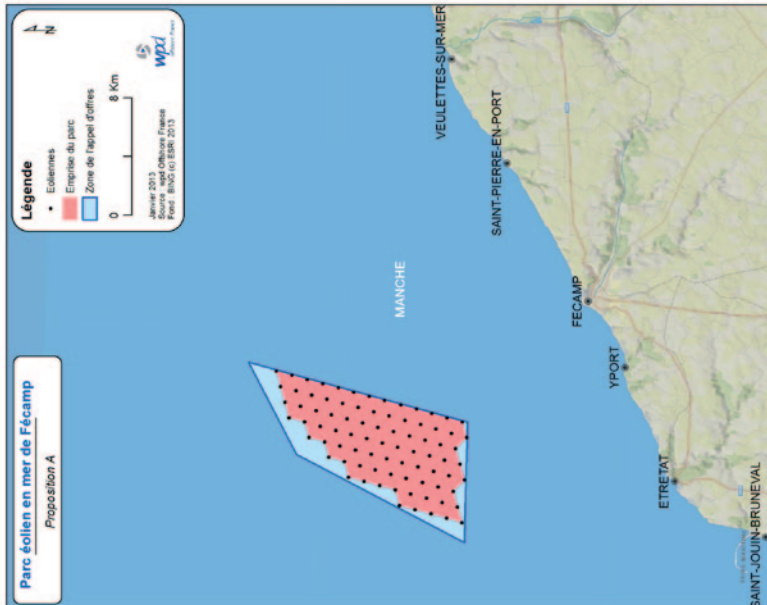 Parc éolien en mer de Fécamp
Proposition A
Légende
Eoliennes
Emprise du parc
Zone de l'appel d'offres
0
8 Km
Janvier 2013
Source : wpd Offshore France
Fond : BING (c) ESRI 2013
N
wpd
MANCHE
VEULETTES-SUR-MER
SAINT-PIERRE-EN-PORT
FECAMP
YPORT
ETRETAT
SAINT-JOUIN-BRUNEVAL